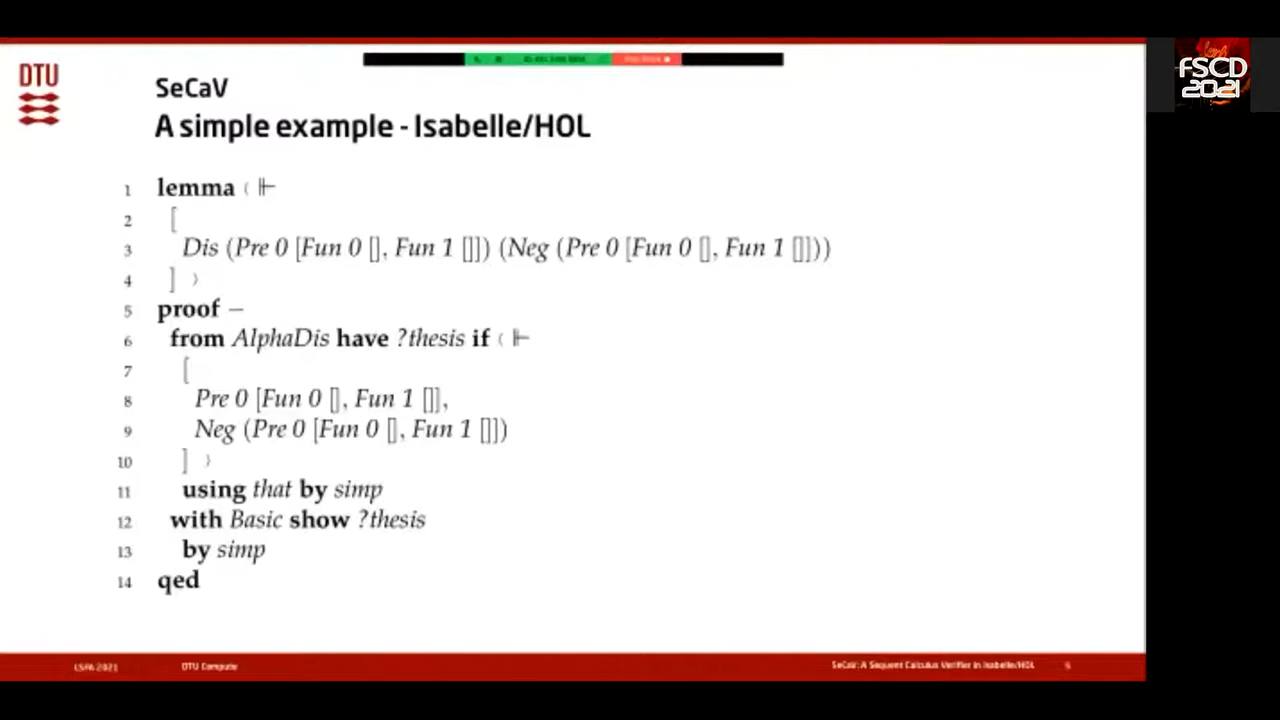 DTU
FSCD
2021
SeCaV
A simple example - Isabelle/HOL
1 lemma ‹ ⊩
2 [
3 Dis (Pre 0 [Fun 0 [], Fun 1 []]) (Neg (Pre 0 [Fun 0 [], Fun 1 []]))
4 ] ›
5 proof −
6 from AlphaDis have ?thesis if ‹ ⊩
7 [
8 Pre 0 [Fun 0 [], Fun 1 []],
9 Neg (Pre 0 [Fun 0 [], Fun 1 []])
10 ] ›
11 using that by simp
12 with Basic show ?thesis
13 by simp
14 qed
LSFA 2021 DTU Compute SeCaV: A Sequent Calculus Verifier in Isabelle/HOL